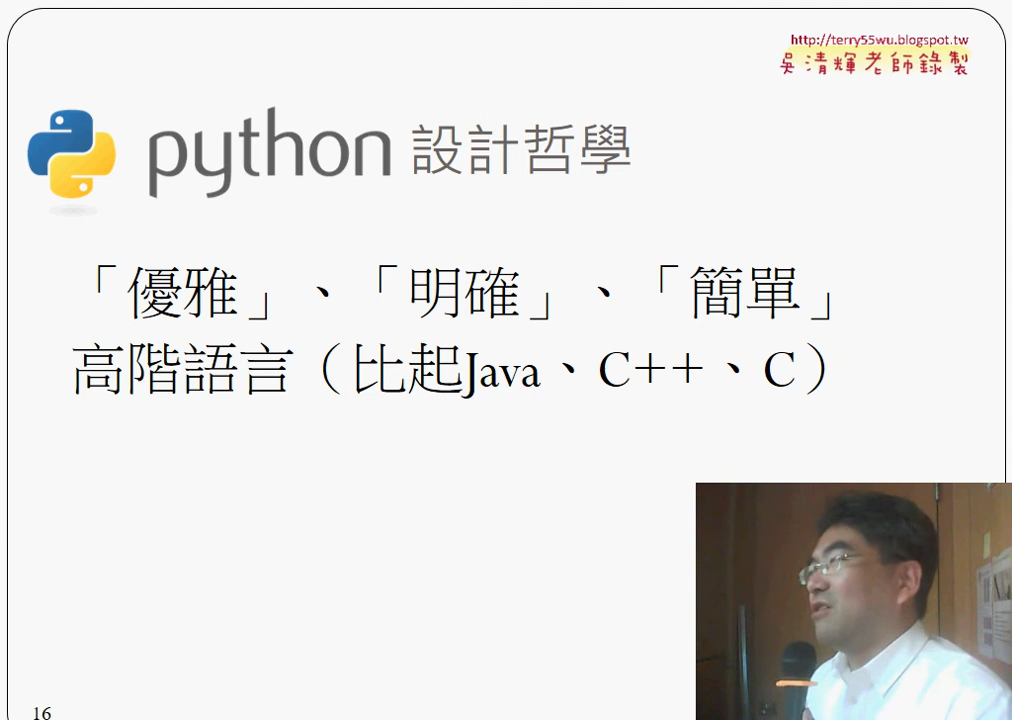 http://terry55wu.blogspot.tw
吳清輝老師錄製
python 設計哲學
「優雅」、「明確」、「簡單」
高階語言（比起Java、C++、C）
16